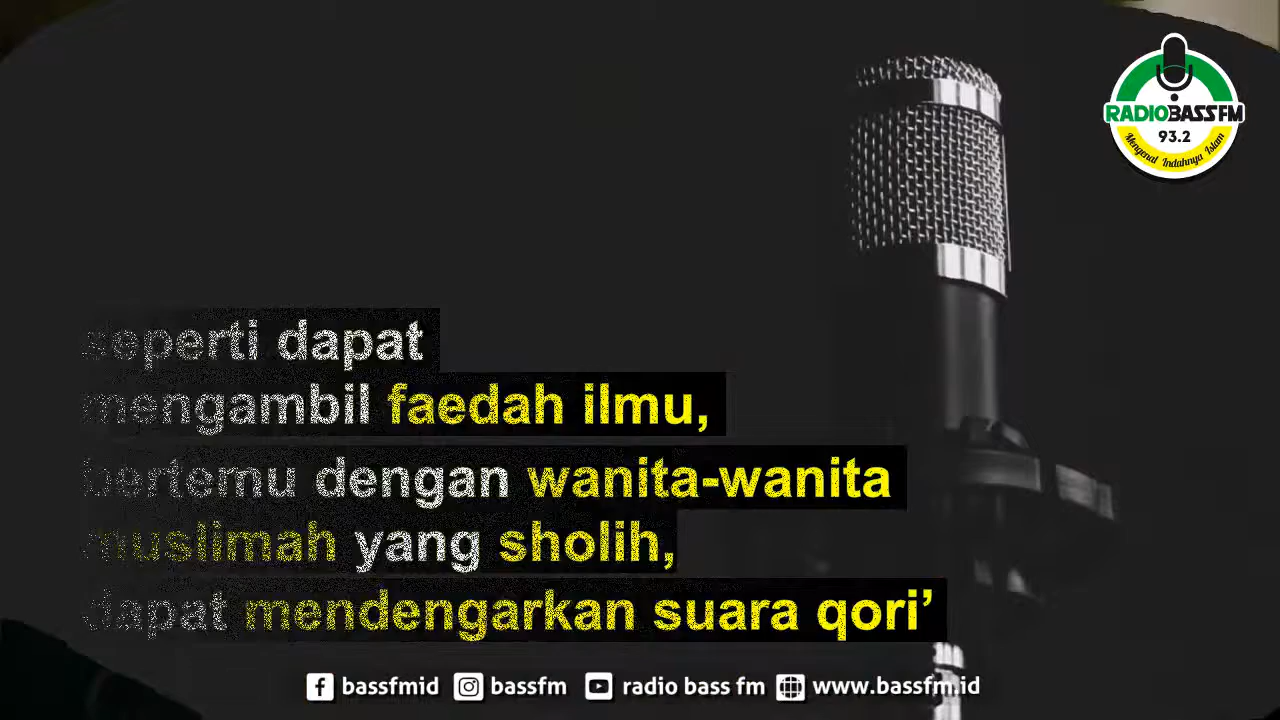 RADIOBASSFM
93.2
Mengenal Indahnya Islam
seperti dapat
mengambil faedah ilmu,
bertemu dengan wanita-wanita
muslimah yang sholih,
dapat mendengarkan suara qori’
bassfmid bassfm radio bass fm www.bassfm.id